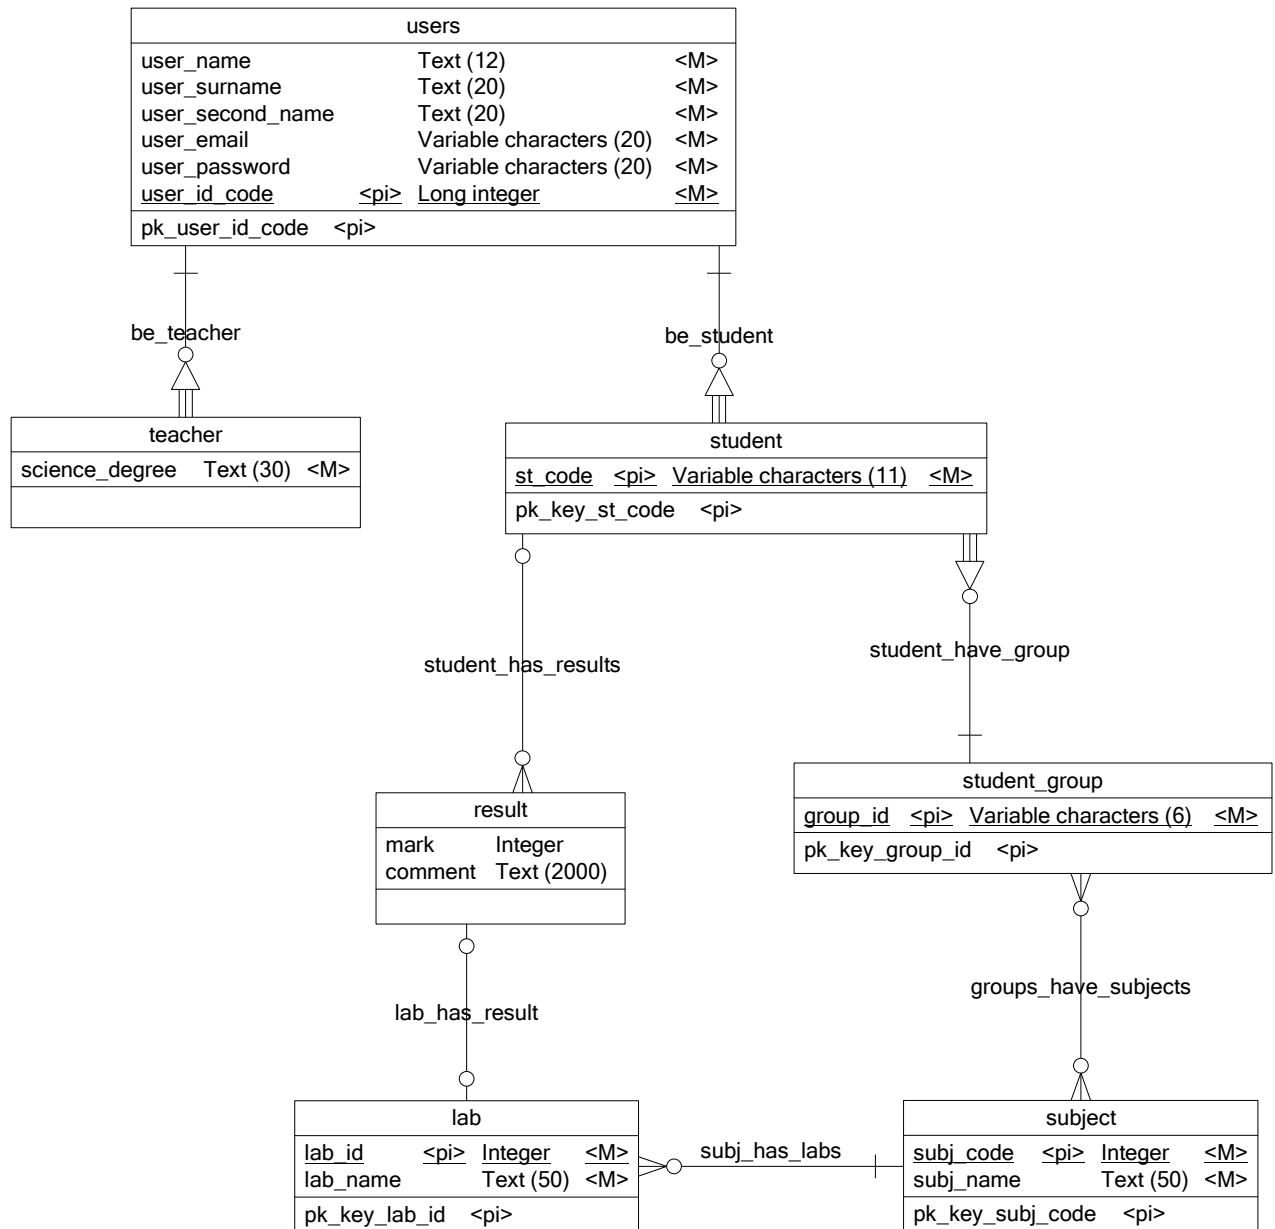 users
user_name Text (12) <M>
user_surname Text (20) <M>
user_second_name Text (20) <M>
user_email Variable characters (20) <M>
user_password Variable characters (20) <M>
user_id_code <pi> Long integer <M>
pk_user_id_code <pi>
be_teacher
be_student
teacher
science_degree Text (30) <M>
student
st_code <pi> Variable characters (11) <M>
pk_key_st_code <pi>
student_has_results
student_have_group
result
mark Integer
comment Text (2000)
student_group
group_id <pi> Variable characters (6) <M>
pk_key_group_id <pi>
lab_has_result
groups_have_subjects
lab
lab_id <pi> Integer <M>
lab_name Text (50) <M>
pk_key_lab_id <pi>
subj_has_labs
subject
subj_code <pi> Integer <M>
subj_name Text (50) <M>
pk_key_subj_code <pi>